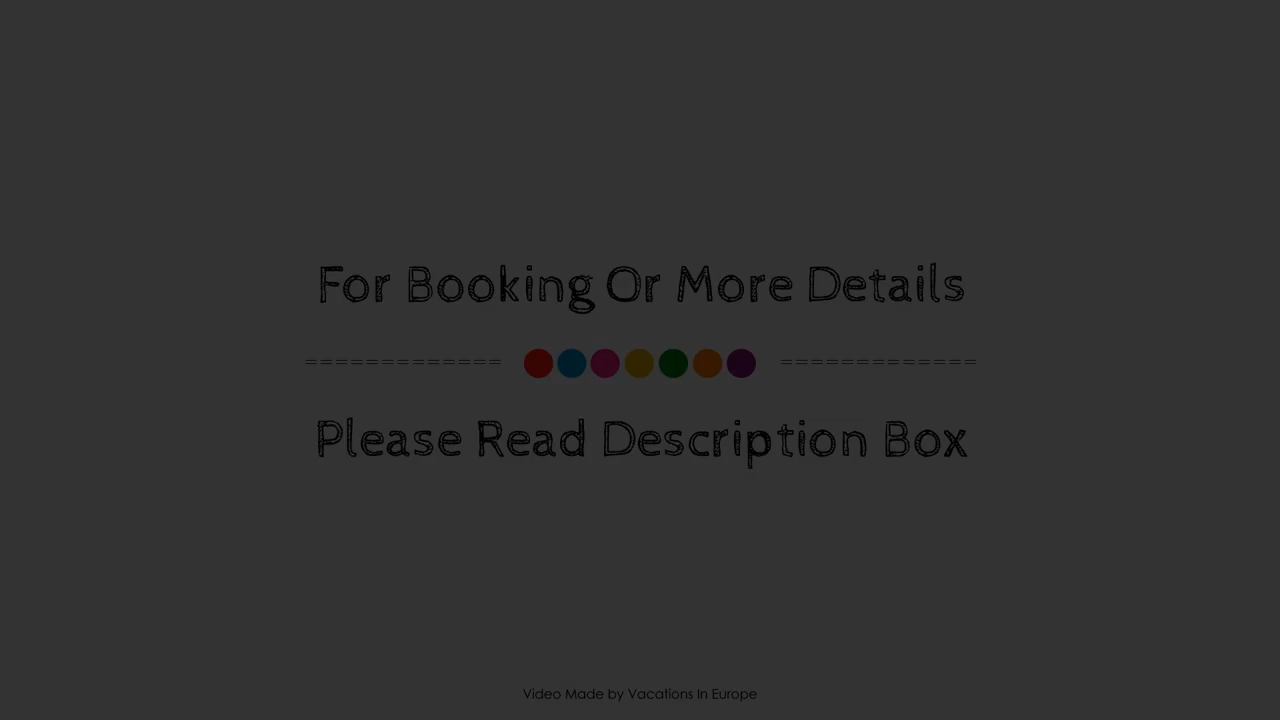 For Booking Or More Details
============= =============
Please Read Description Box
Video Made by Vacations In Europe